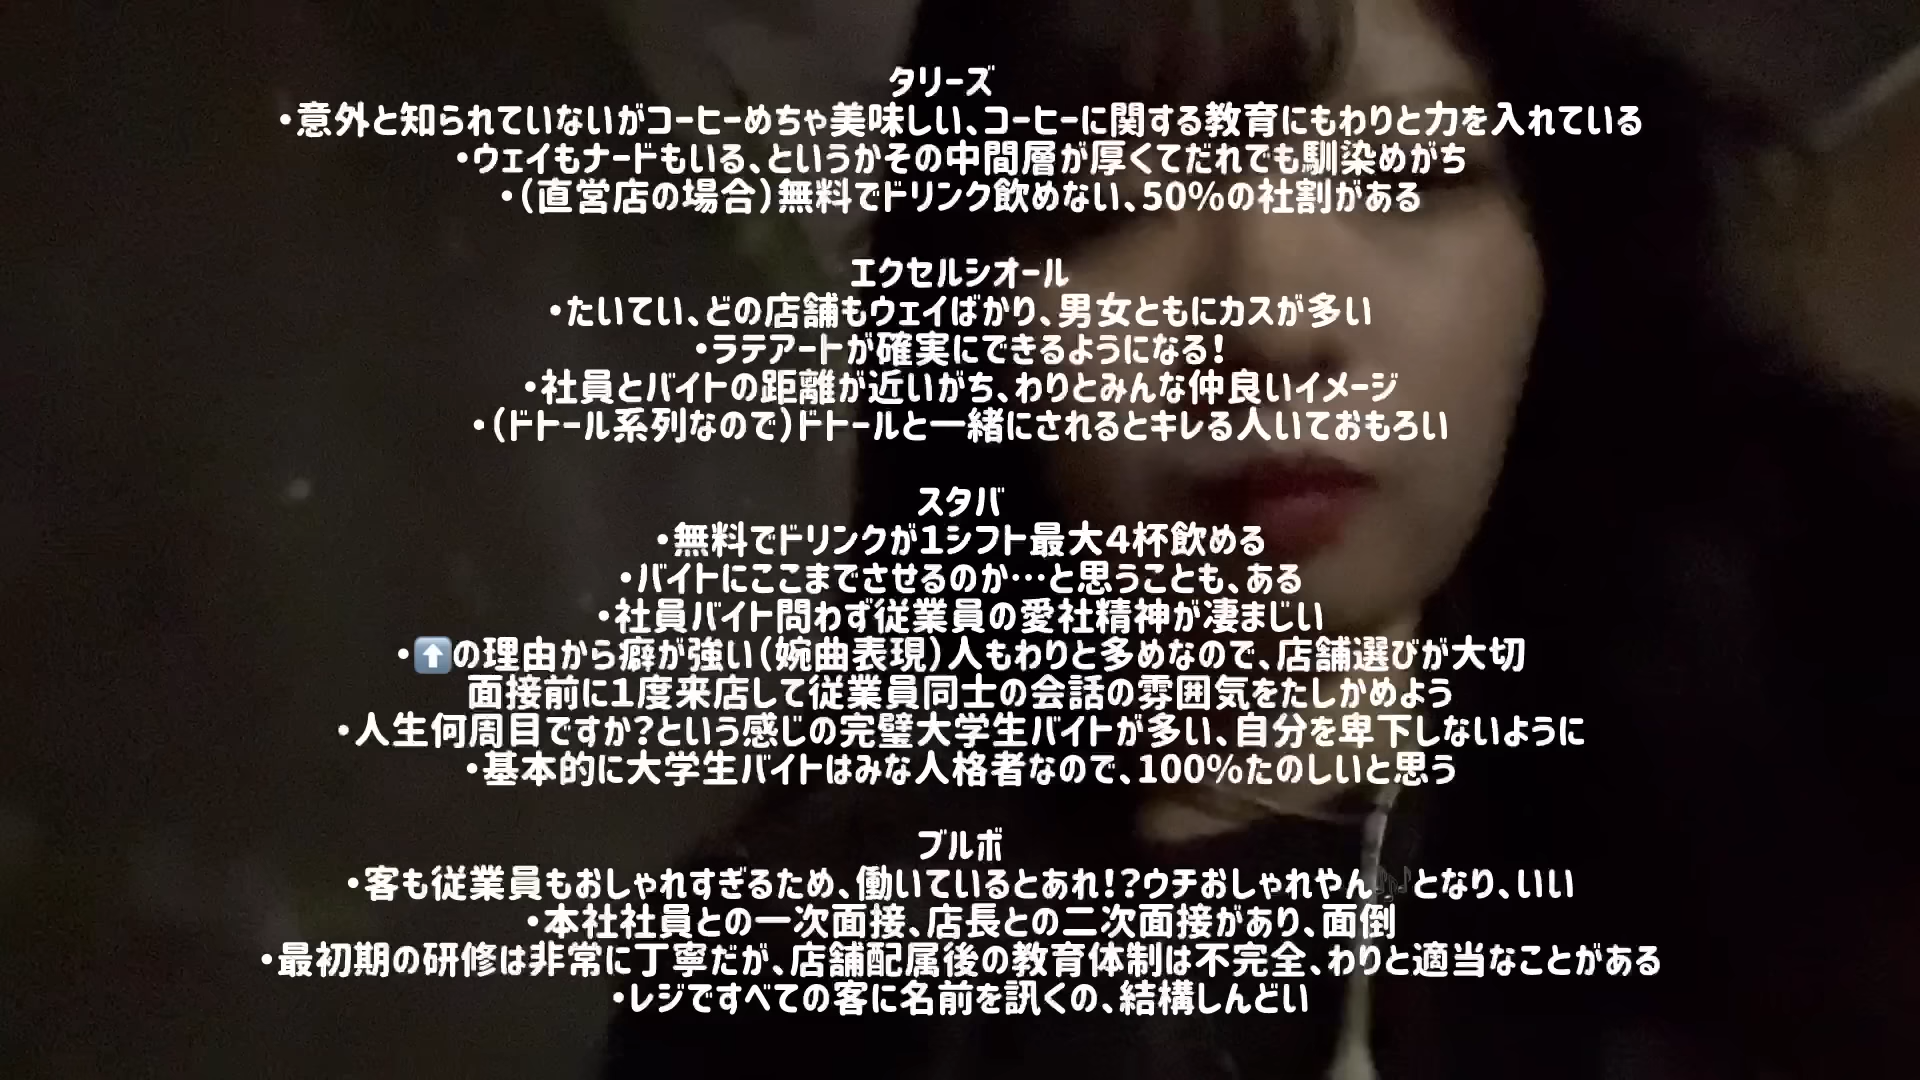 タリーズ
・意外と知られていないがコーヒーめちゃ美味しい、コーヒーに関する教育にもわりと力を入れている
・ウェイもナードもいる、というかその中間層が厚くてだれでも馴染めがち
・(直営店の場合)無料でドリンク飲めない、50%の社割がある
エクセルシオール
・たいてい、どの店舗もウェイばかり、男女ともにカスが多い
・ラテアートが確実にできるようになる!
・社員とバイトの距離が近いがち、わりとみんな仲良いイメージ
・(ドトール系列なので)ドトールと一緒にされるとキレる人いておもろい
スタバ
・無料でドリンクが1シフト最大4杯飲める
・バイトにここまでさせるのか…と思うことも、ある
・社員バイト問わず従業員の愛社精神が凄まじい
・⬆️の理由から癖が強い(婉曲表現)人もわりと多めなので、店舗選びが大切
面接前に1度来店して従業員同士の会話の雰囲気をたしかめよう
・人生何周目ですか?という感じの完璧大学生バイトが多い、自分を卑下しないように
・基本的に大学生バイトはみな人格者なので、100%たのしいと思う
ブルボ
・客も従業員もおしゃれすぎるため、働いているとあれ!?ウチおしゃれやん🎶となり、いい
・本社社員との一次面接、店長との二次面接があり、面倒
・最初期の研修は非常に丁寧だが、店舗配属後の教育体制は不完全、わりと適当なことがある
・レジですべての客に名前を訊くの、結構しんどい